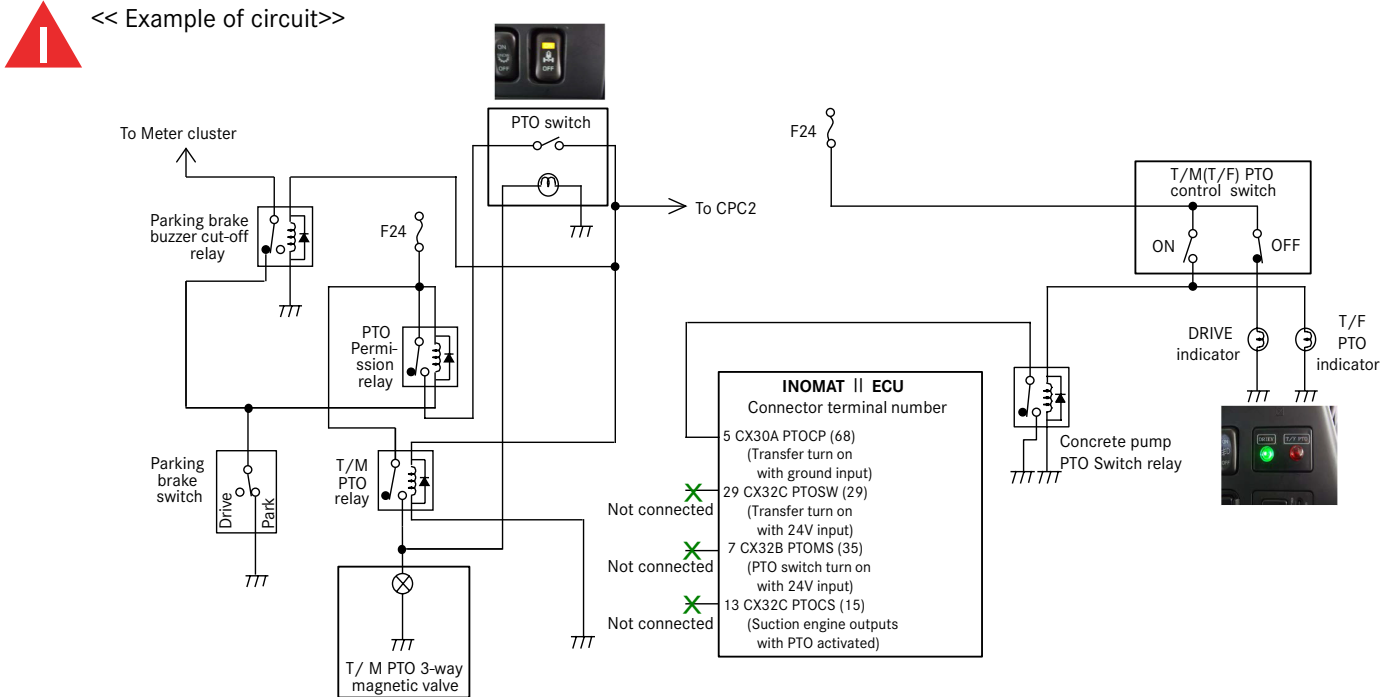 << Example of circuit>>
ON
OFF
OFF
PTO switch
To Meter cluster
Parking brake
buzzer cut-off
relay
F24
To CPC2
PTO
Permi-
ssion
relay
Parking
brake
switch
Drive
Park
T/M
PTO
relay
T/ M PTO 3-way
magnetic valve
F24
T/M(T/F) PTO
control switch
ON
OFF
DRIVE
indicator
T/F
PTO
indicator
INOMAT II ECU
Connector terminal number
5 CX30A PTOCP (68)
(Transfer turn on
with ground input)
29 CX32C PTOSW (29)
Not connected
(Transfer turn on
with 24V input)
7 CX32B PTOMS (35)
Not connected
(PTO switch turn on
with 24V input)
13 CX32C PTOCS (15)
Not connected
(Suction engine outputs
with PTO activated)
Concrete pump
PTO Switch relay
DRIVE
T/F PTO